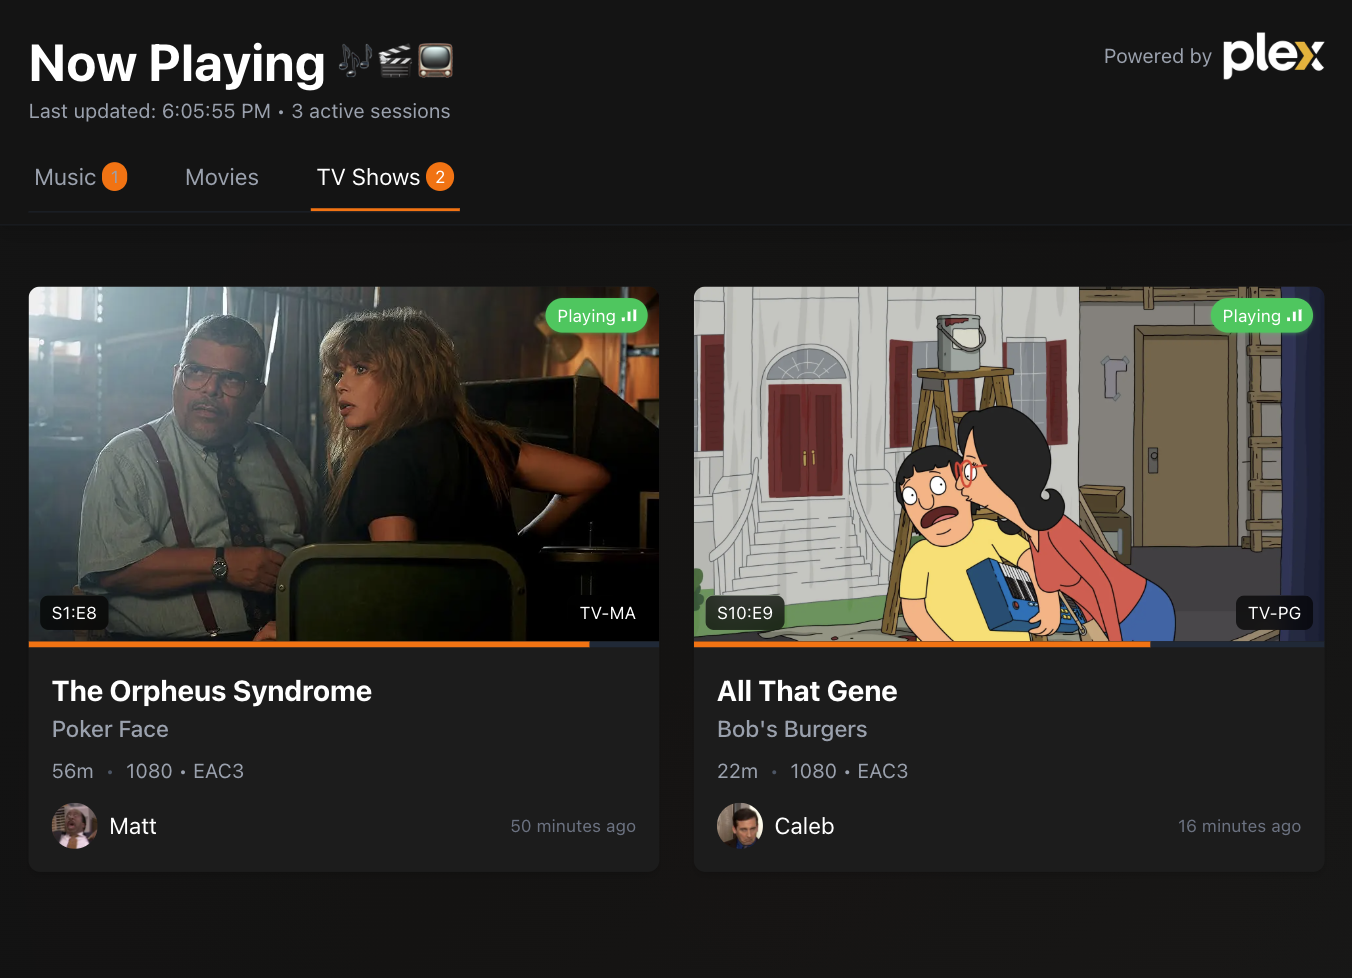 Now Playing
Powered by plex
Last updated: 6:05:55 PM • 3 active sessions
Music 1 Movies TV Shows 2
Playing
Playing
S1:E8 TV-MA
S10:E9 TV-PG
The Orpheus Syndrome
Poker Face
56m • 1080 • EAC3
Matt 50 minutes ago
All That Gene
Bob's Burgers
22m • 1080 • EAC3
Caleb 16 minutes ago